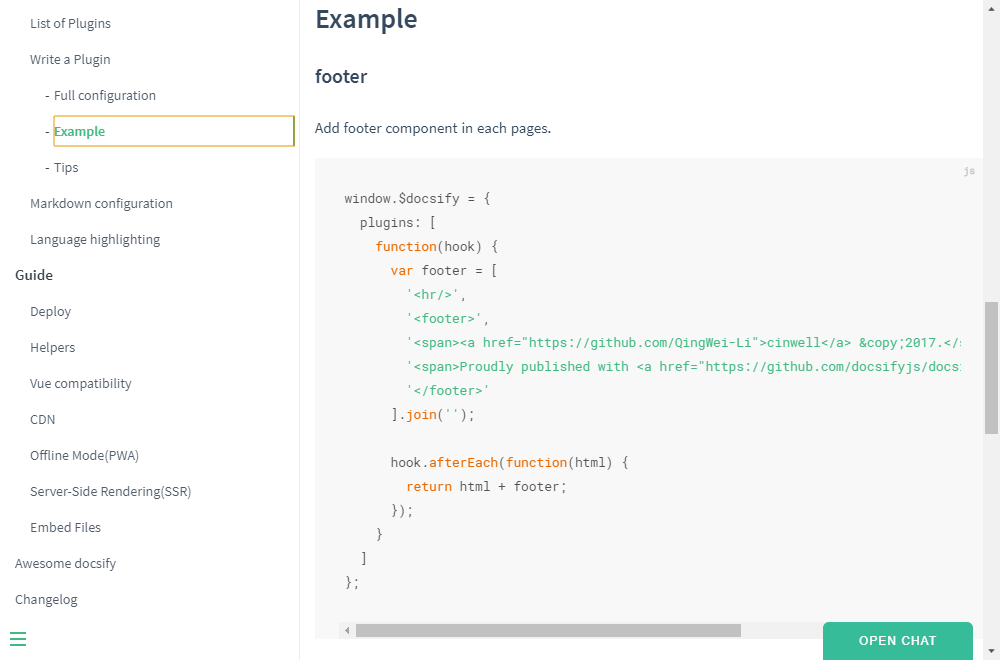 List of Plugins
Write a Plugin
- Full configuration
- Example
- Tips
Markdown configuration
Language highlighting
Guide
Deploy
Helpers
Vue compatibility
CDN
Offline Mode(PWA)
Server-Side Rendering(SSR)
Embed Files
Awesome docsify
Changelog
Example
footer
Add footer component in each pages.
js
window.$docsify = {
  plugins: [
    function(hook) {
      var footer = [
        '<hr/>',
        '<footer>',
        '<span><a href="https://github.com/QingWei-Li">cinwell</a> &copy;2017.</
        '<span>Proudly published with <a href="https://github.com/docsifyjs/docs
        '</footer>'
      ].join('');

      hook.afterEach(function(html) {
        return html + footer;
      });
    }
  ]
};
OPEN CHAT